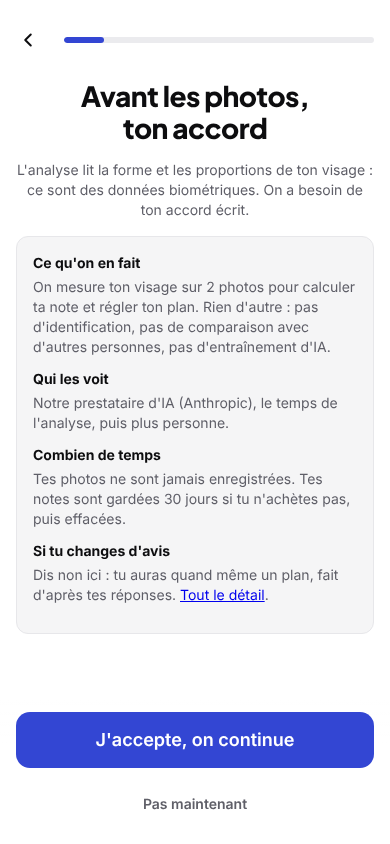 Avant les photos,
ton accord
L'analyse lit la forme et les proportions de ton visage :
ce sont des données biométriques. On a besoin de
ton accord écrit.
Ce qu'on en fait
On mesure ton visage sur 2 photos pour calculer
ta note et régler ton plan. Rien d'autre : pas
d'identification, pas de comparaison avec
d'autres personnes, pas d'entraînement d'IA.
Qui les voit
Notre prestataire d'IA (Anthropic), le temps de
l'analyse, puis plus personne.
Combien de temps
Tes photos ne sont jamais enregistrées. Tes
notes sont gardées 30 jours si tu n'achètes pas,
puis effacées.
Si tu changes d'avis
Dis non ici : tu auras quand même un plan, fait
d'après tes réponses. Tout le détail.
J'accepte, on continue
Pas maintenant